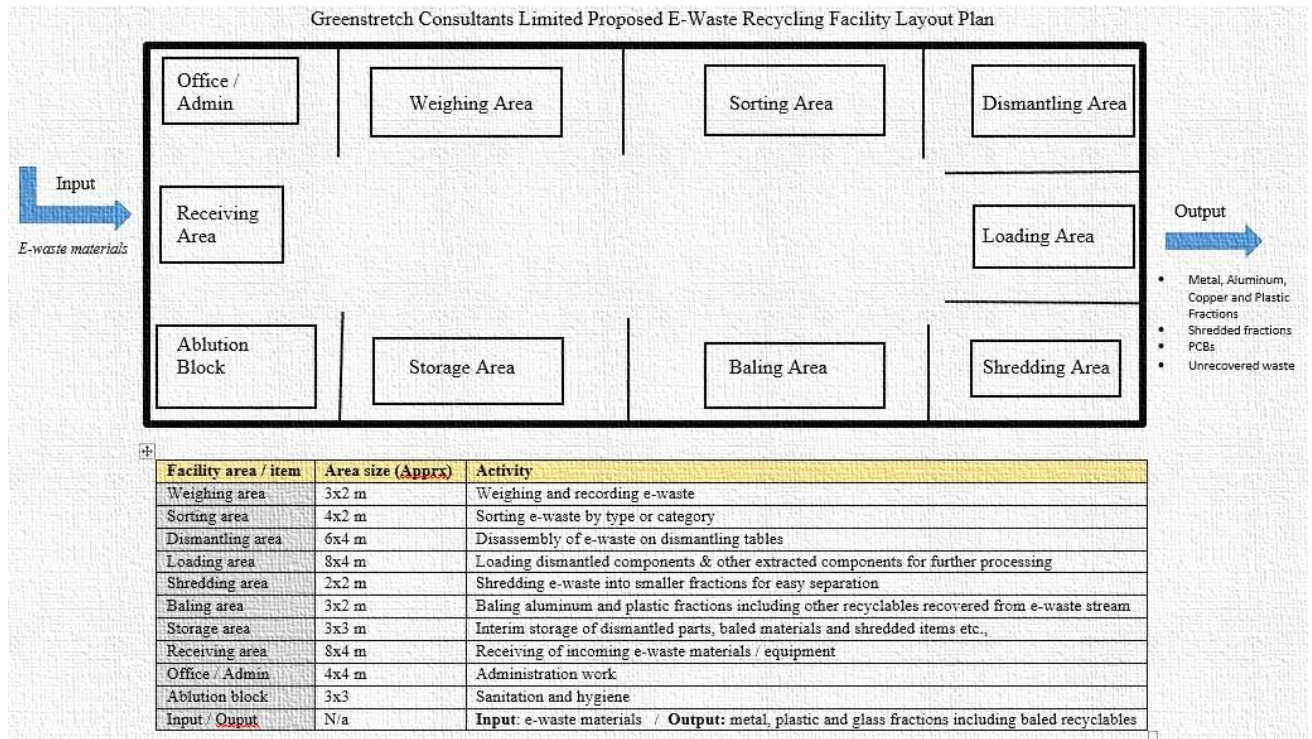 Greenstretch Consultants Limited Proposed E-Waste Recycling Facility Layout Plan
Office /
Admin
Weighing Area
Sorting Area
Dismantling Area
Input
E-waste materials
Receiving
Area
Loading Area
Output
Metal, Aluminum,
Copper and Plastic
Fractions
Shredded fractions
PCBs
Unrecovered waste
Ablution
Block
Storage Area
Baling Area
Shredding Area
Facility area / item Area size (Apprx) Activity
Weighing area 3x2 m Weighing and recording e-waste
Sorting area 4x2 m Sorting e-waste by type or category
Dismantling area 6x4 m Disassembly of e-waste on dismantling tables
Loading area 8x4 m Loading dismantled components & other extracted components for further processing
Shredding area 2x2 m Shredding e-waste into smaller fractions for easy separation
Baling area 3x2 m Baling aluminum and plastic fractions including other recyclables recovered from e-waste stream
Storage area 3x3 m Interim storage of dismantled parts, baled materials and shredded items etc.,
Receiving area 8x4 m Receiving of incoming e-waste materials / equipment
Office / Admin 4x4 m Administration work
Ablution block 3x3 Sanitation and hygiene
Input / Ouput N/a Input: e-waste materials / Output: metal, plastic and glass fractions including baled recyclables